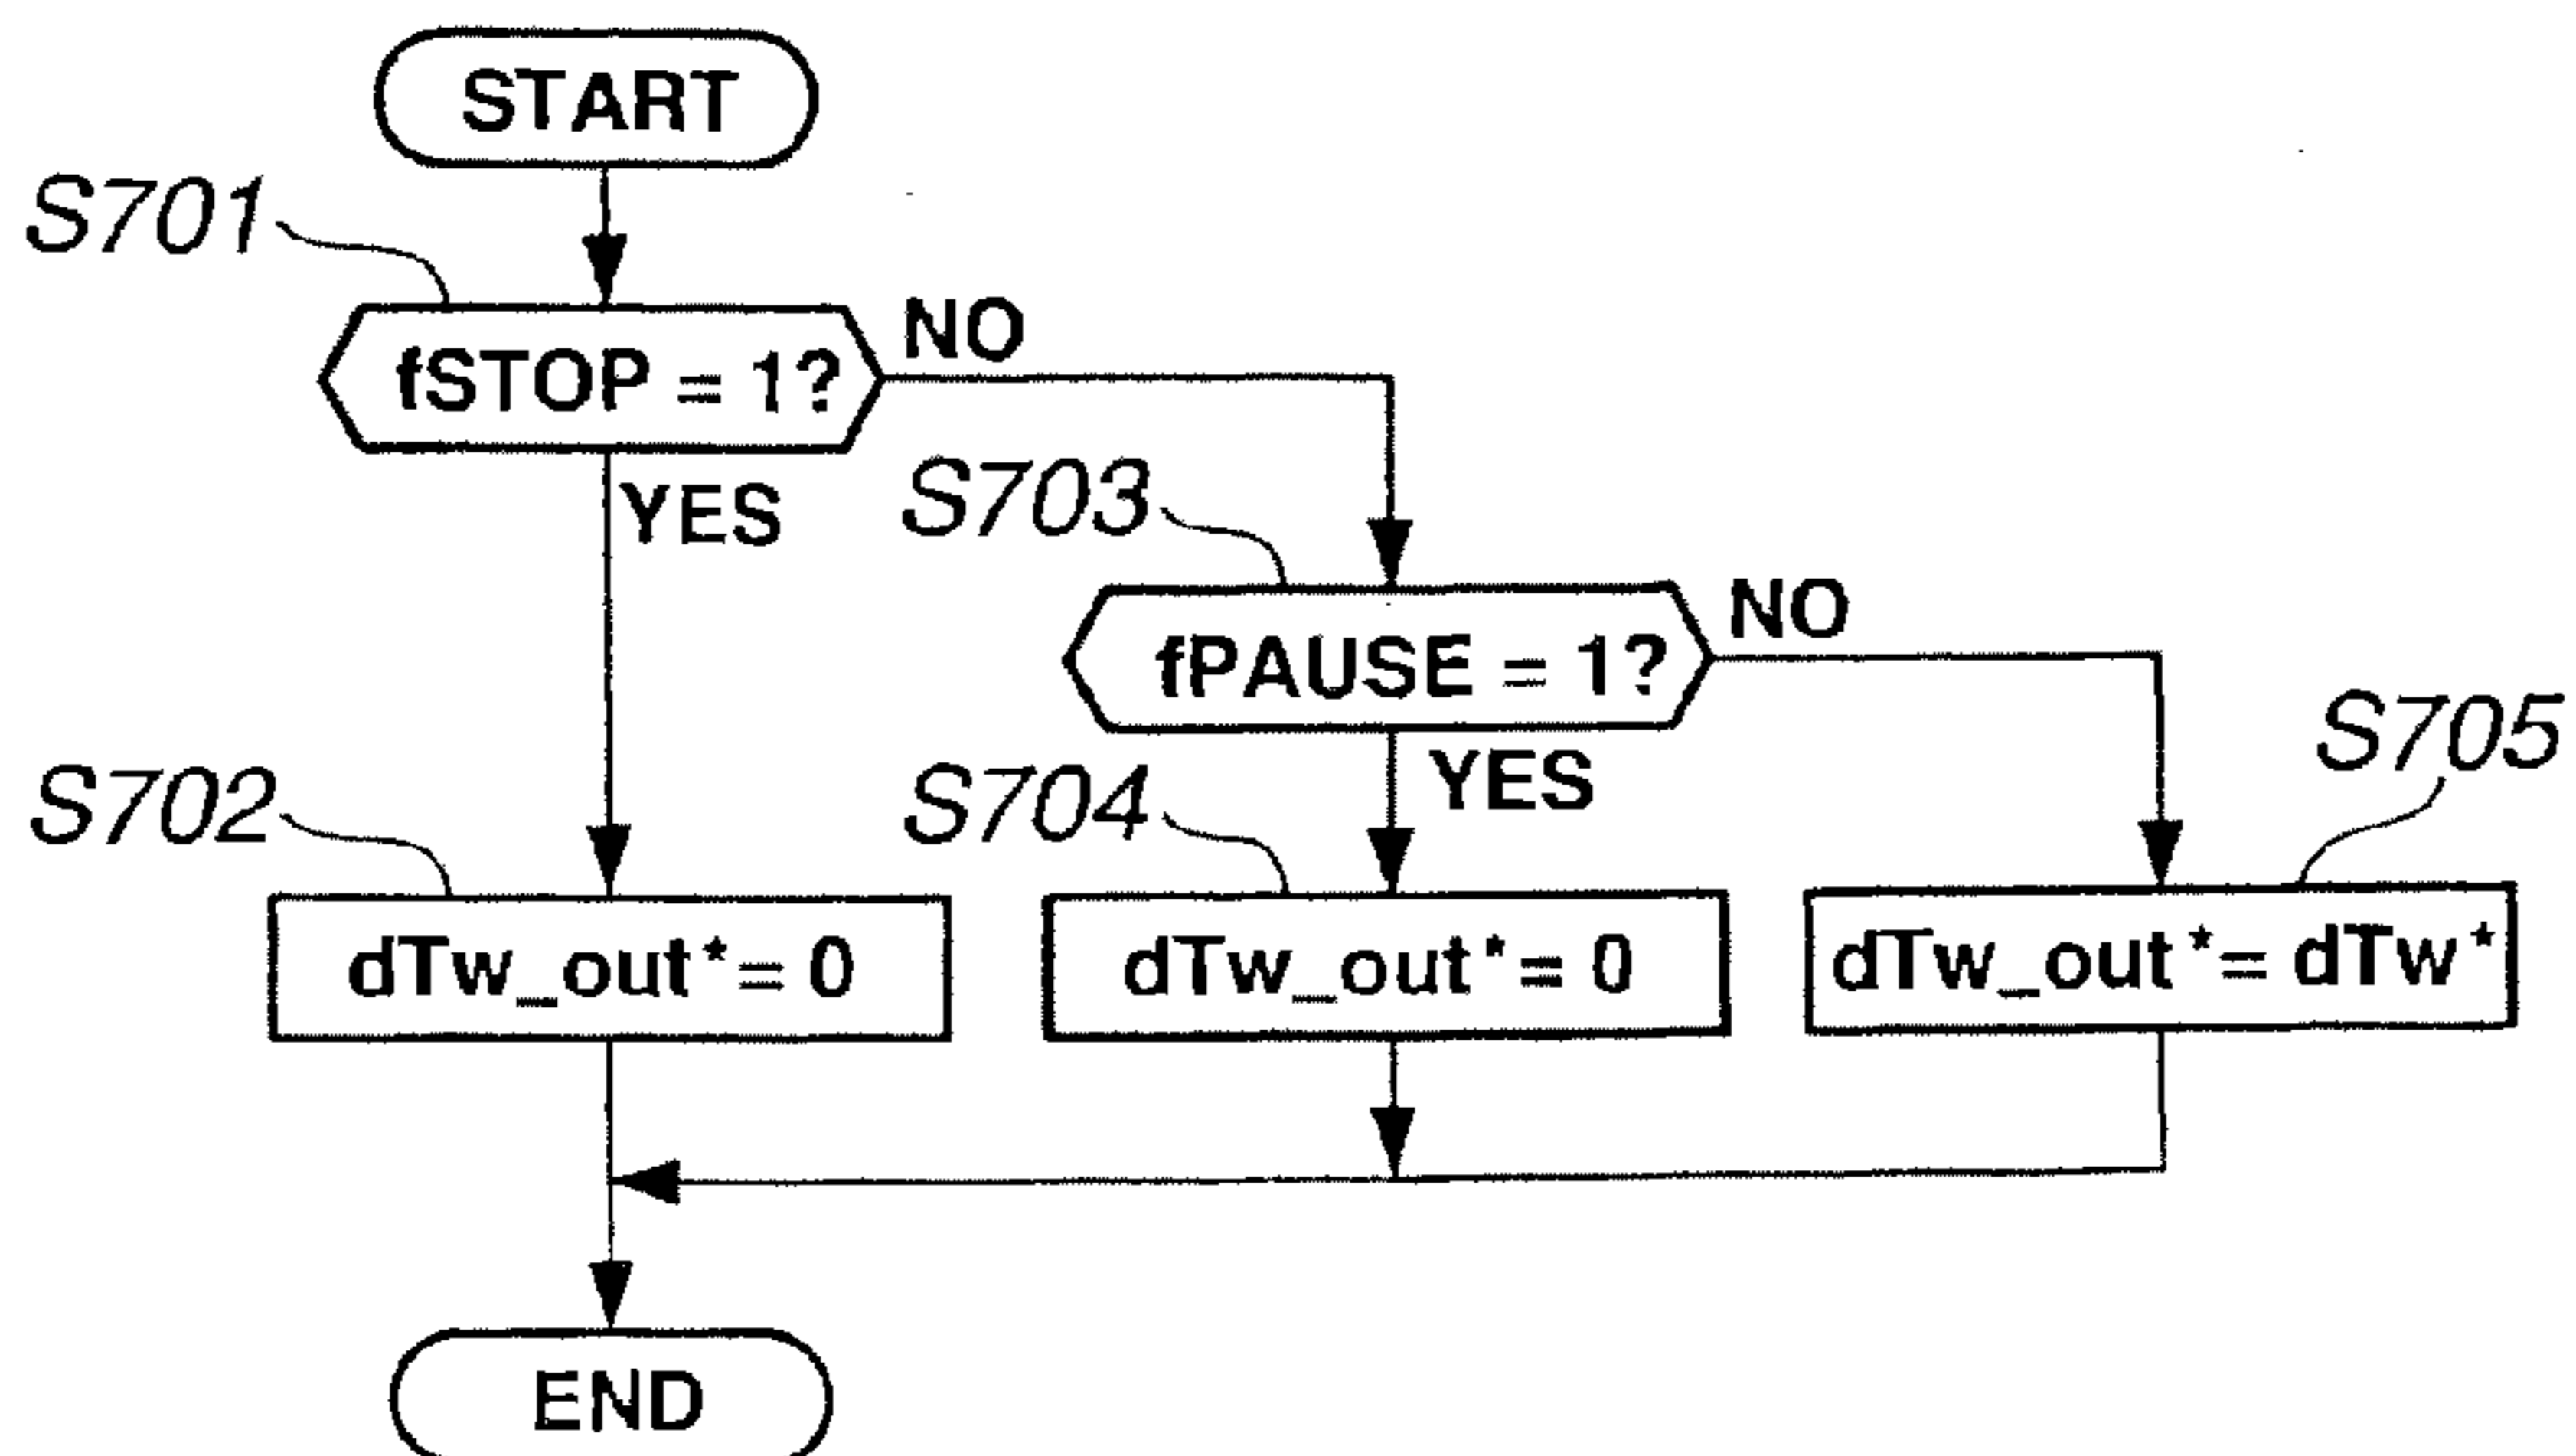 START
S701
fSTOP = 1?
NO
YES
S703
fPAUSE = 1?
NO
YES
S705
S702
S704
dTw_out* = 0
dTw_out* = 0
dTw_out* = dTw*
END